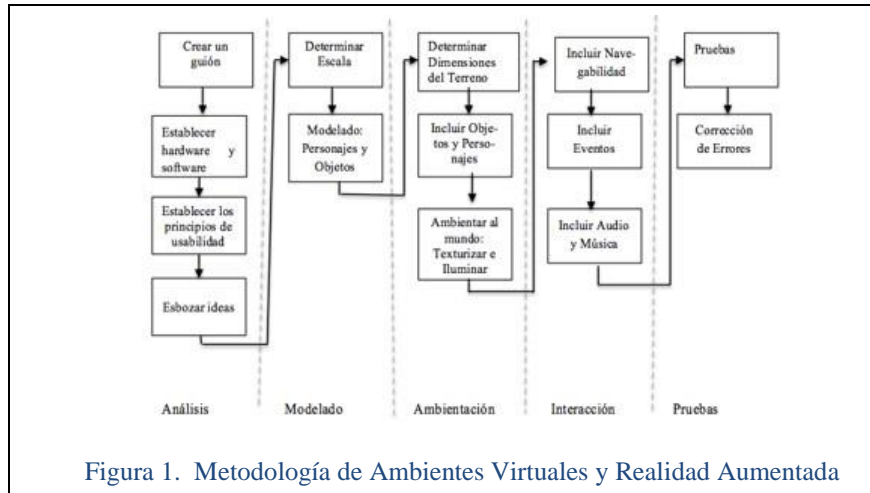 Crear un
guión
Establecer
hardware y
software
Establecer los
principios de
usabilidad
Esbozar ideas
Determinar
Escala
Modelado:
Personajes y
Objetos
Determinar
Dimensiones
del Terreno
Incluir Obje-
tos y Perso-
najes
Ambientar al
mundo:
Texturizar e
Iluminar
Incluir Nave-
gabilidad
Incluir
Eventos
Incluir Audio
y Música
Pruebas
Corrección
de Errores
Análisis
Modelado
Ambientación
Interacción
Pruebas
Figura 1. Metodología de Ambientes Virtuales y Realidad Aumentada